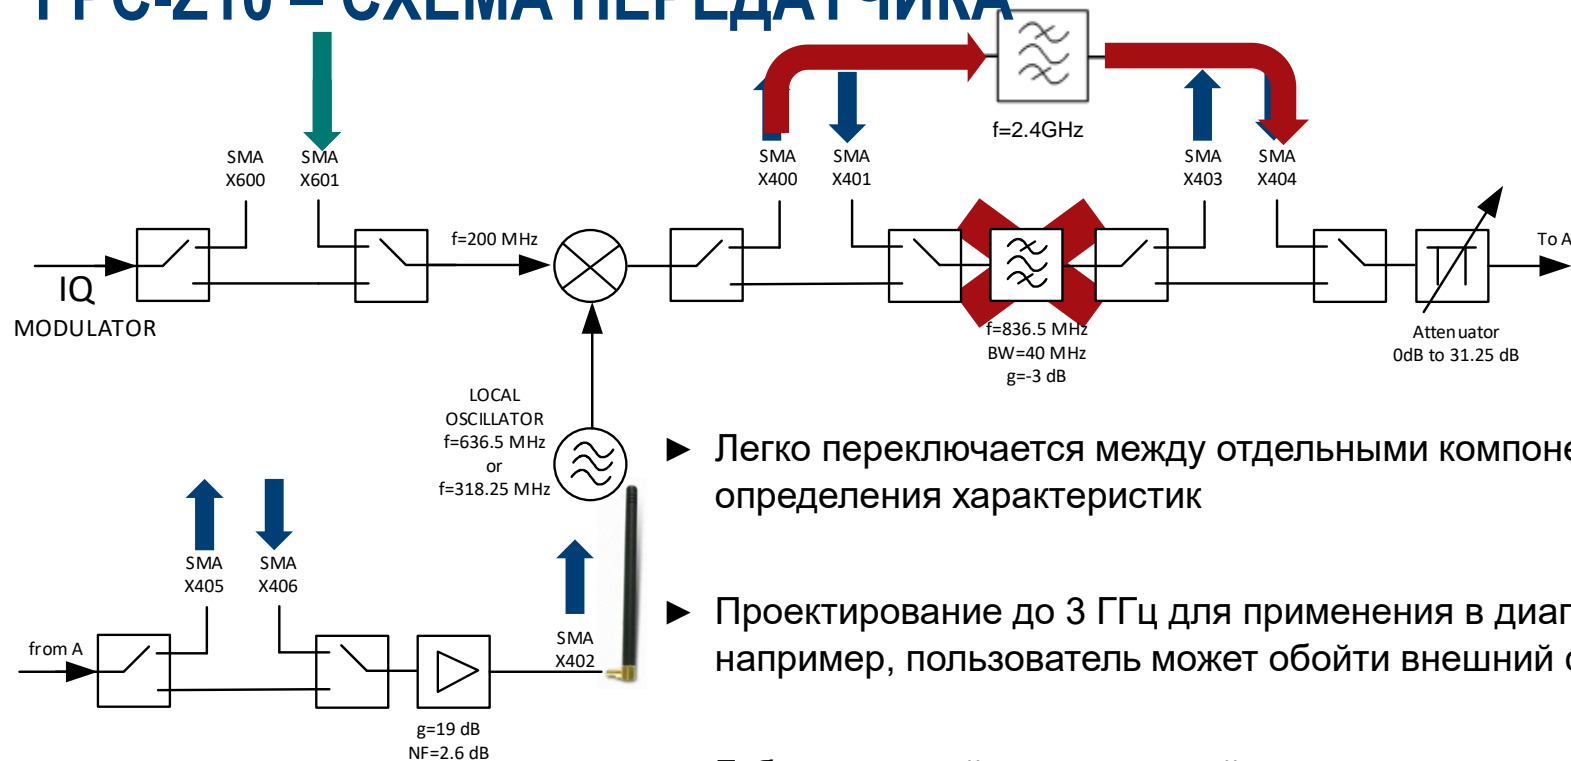 СХЕМА ПЕРЕДАТЧИКА
f=2.4GHz
SMA
X600
SMA
X601
SMA
X400
SMA
X401
SMA
X403
SMA
X404
f=200 MHz
To A
IQ
MODULATOR
f=836.5 MHz
BW=40 MHz
g=-3 dB
Attenuator
0dB to 31.25 dB
LOCAL
OSCILLATOR
f=636.5 MHz
or
f=318.25 MHz
► Легко переключается между отдельными
определения характеристик
SMA
X405
SMA
X406
SMA
X402
► Проектирование до 3 ГГц для применения в
например, пользователь может обойти внешний
from A
g=19 dB
NF=2.6 dB